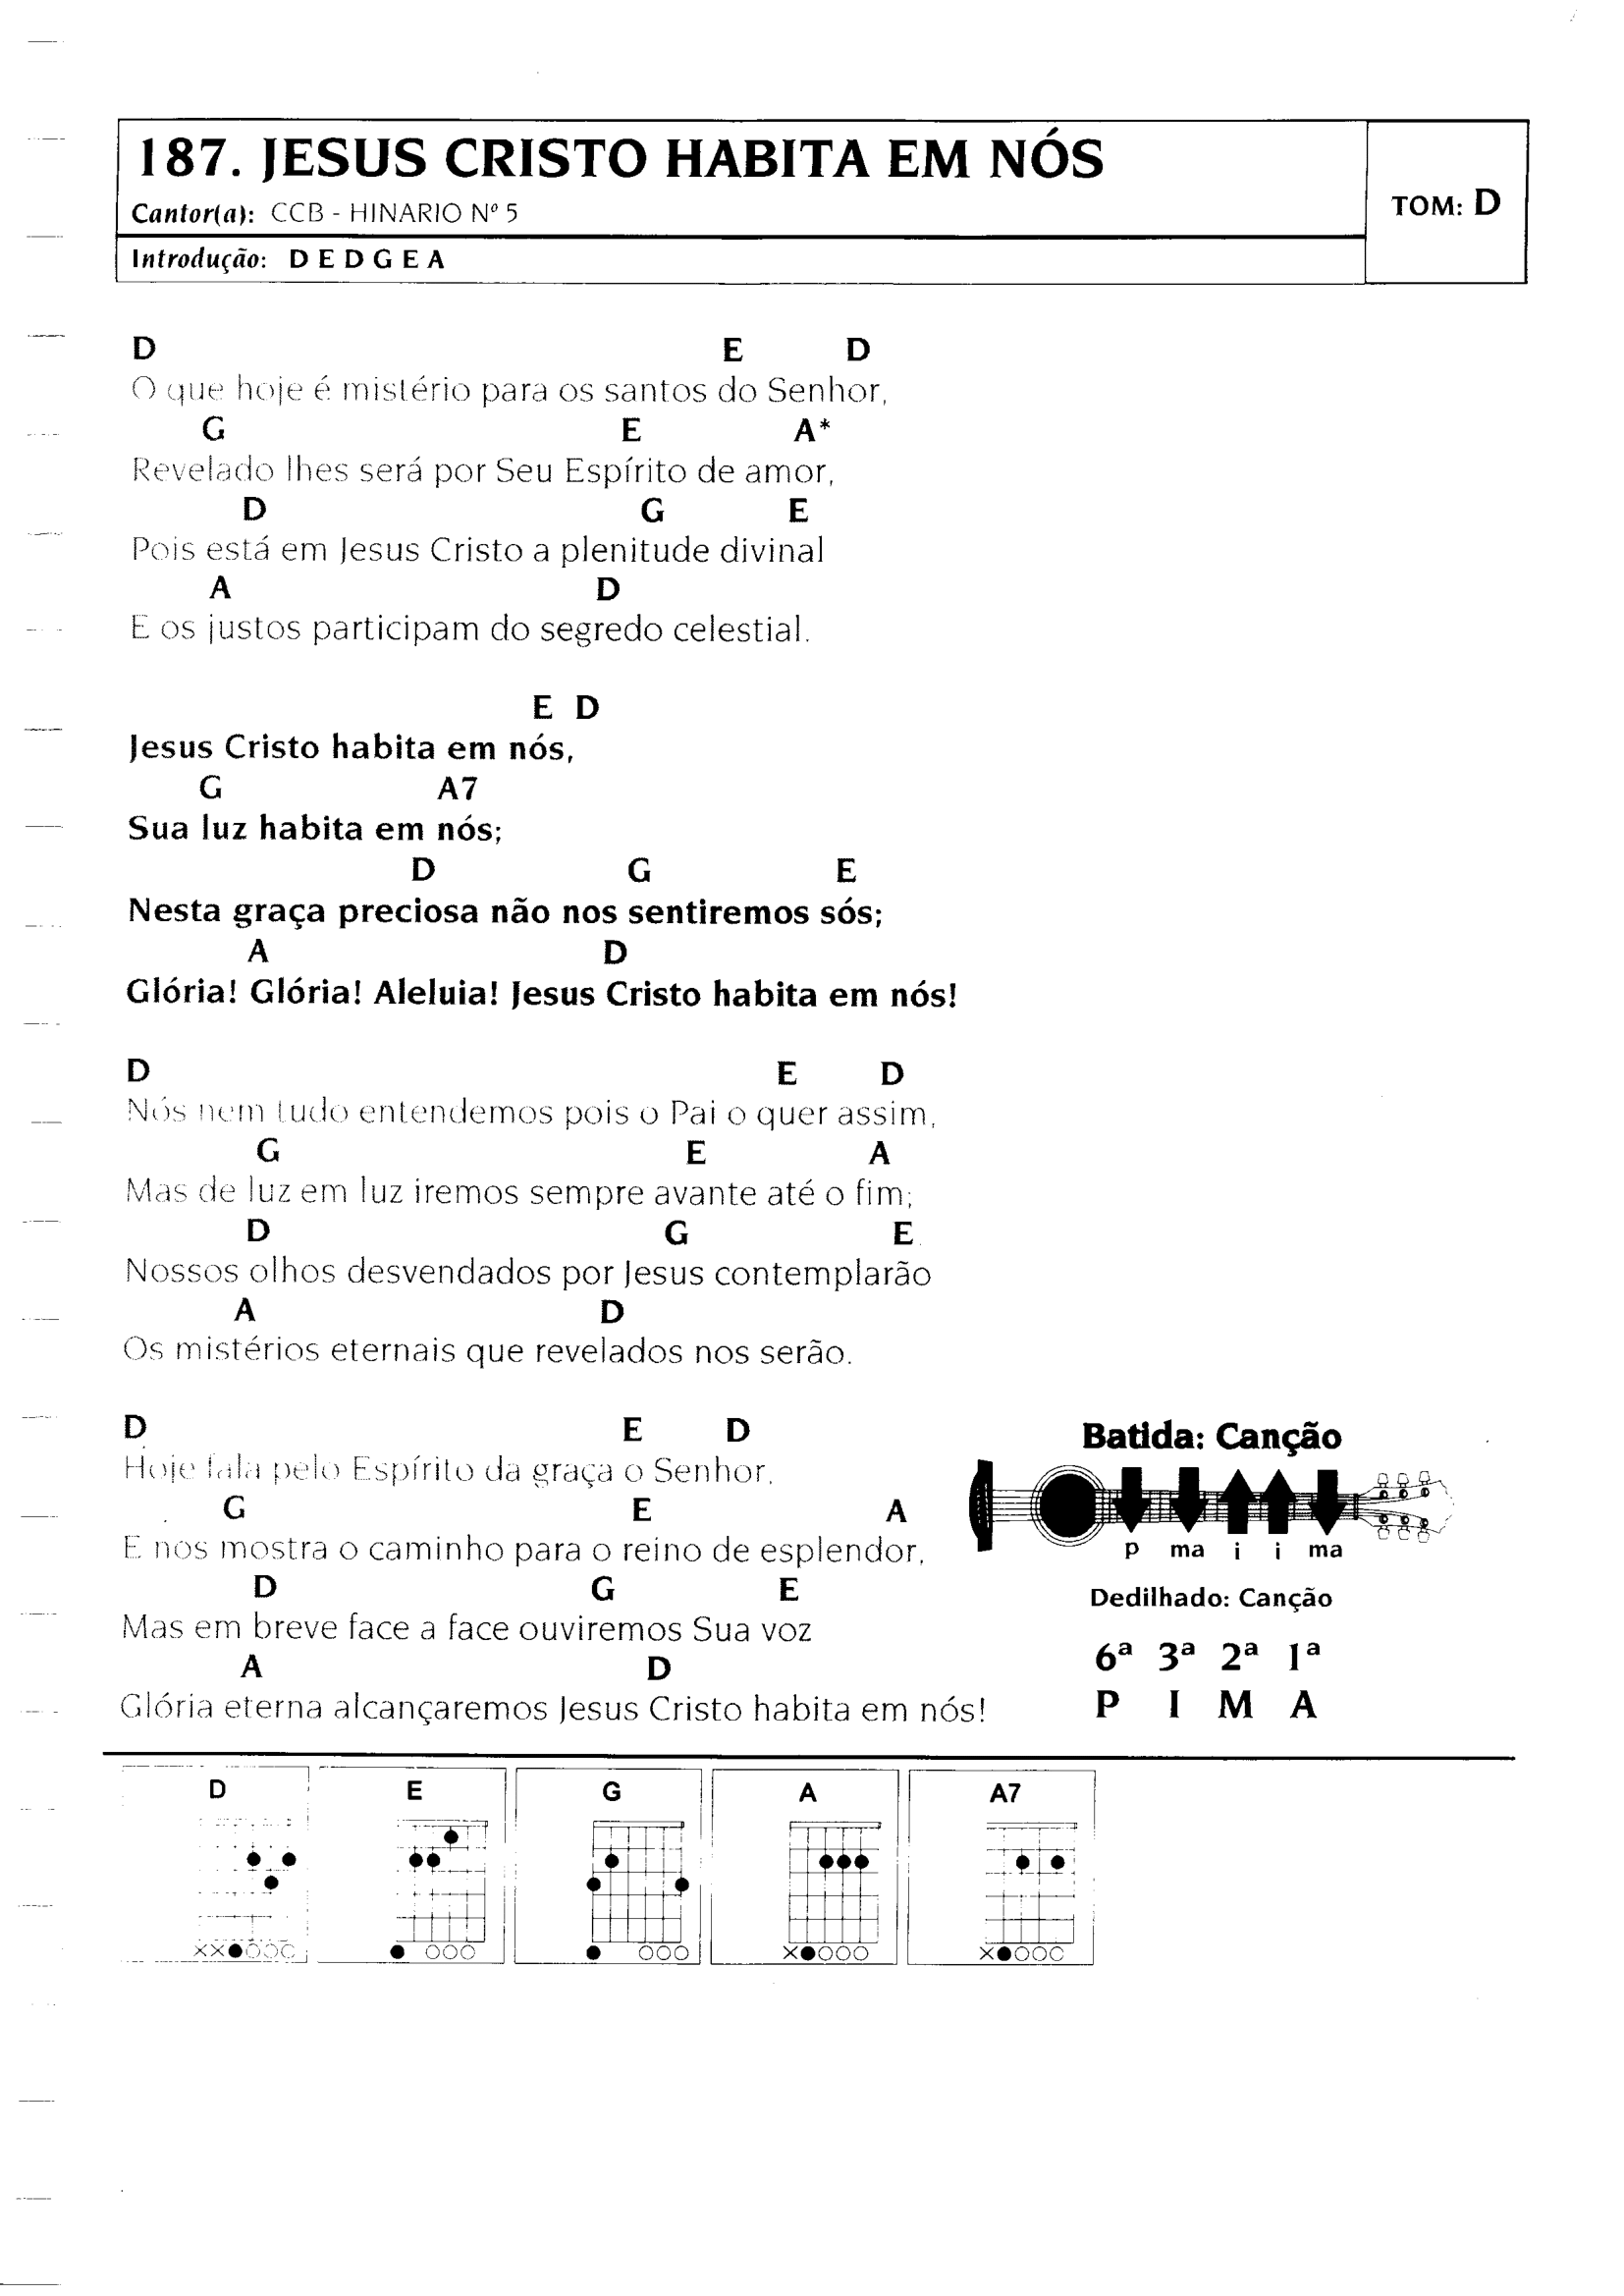 187. JESUS CRISTO HABITA EM NÓS
Cantor(a): CCB - HINARIO Nº 5
TOM: D
Introdução: D E D G E A
D E D
O que hoje é mistério para os santos do Senhor,
G E A*
Revelado lhes será por Seu Espírito de amor,
D G E
Pois está em Jesus Cristo a plenitude divinal
A D
E os justos participam do segredo celestial.
E D
Jesus Cristo habita em nós,
G A7
Sua luz habita em nós;
D G E
Nesta graça preciosa não nos sentiremos sós;
A D
Glória! Glória! Aleluia! Jesus Cristo habita em nós!
D E D
Nós nem tudo entendemos pois o Pai o quer assim,
G E A
Mas de luz em luz iremos sempre avante até o fim;
D G E
Nossos olhos desvendados por Jesus contemplarão
A D
Os mistérios eternais que revelados nos serão.
D E D
Hoje fala pelo Espírito da graça o Senhor,
G E A
E nos mostra o caminho para o reino de esplendor,
D G E
Mas em breve face a face ouviremos Sua voz
A D
Glória eterna alcançaremos Jesus Cristo habita em nós!
Batida: Canção
p ma i i ma
Dedilhado: Canção
6ª 3ª 2ª 1ª
P I M A
D E G A A7